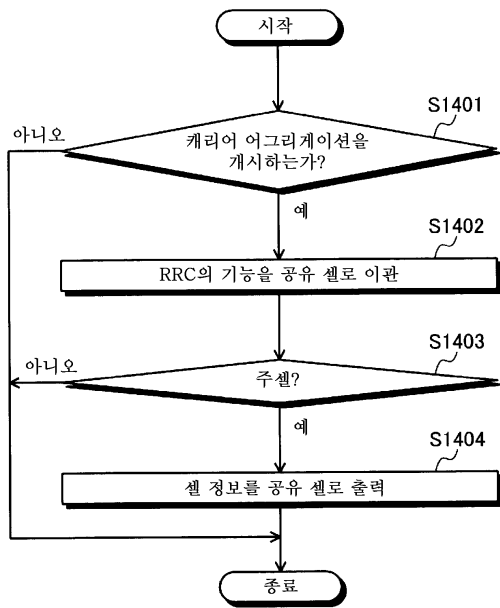 시작
S1401
아니오
캐리어 어그리게이션을
개시하는가?
예
S1402
RRC의 기능을 공유 셀로 이관
S1403
아니오
주셀?
예
S1404
셀 정보를 공유 셀로 출력
종료